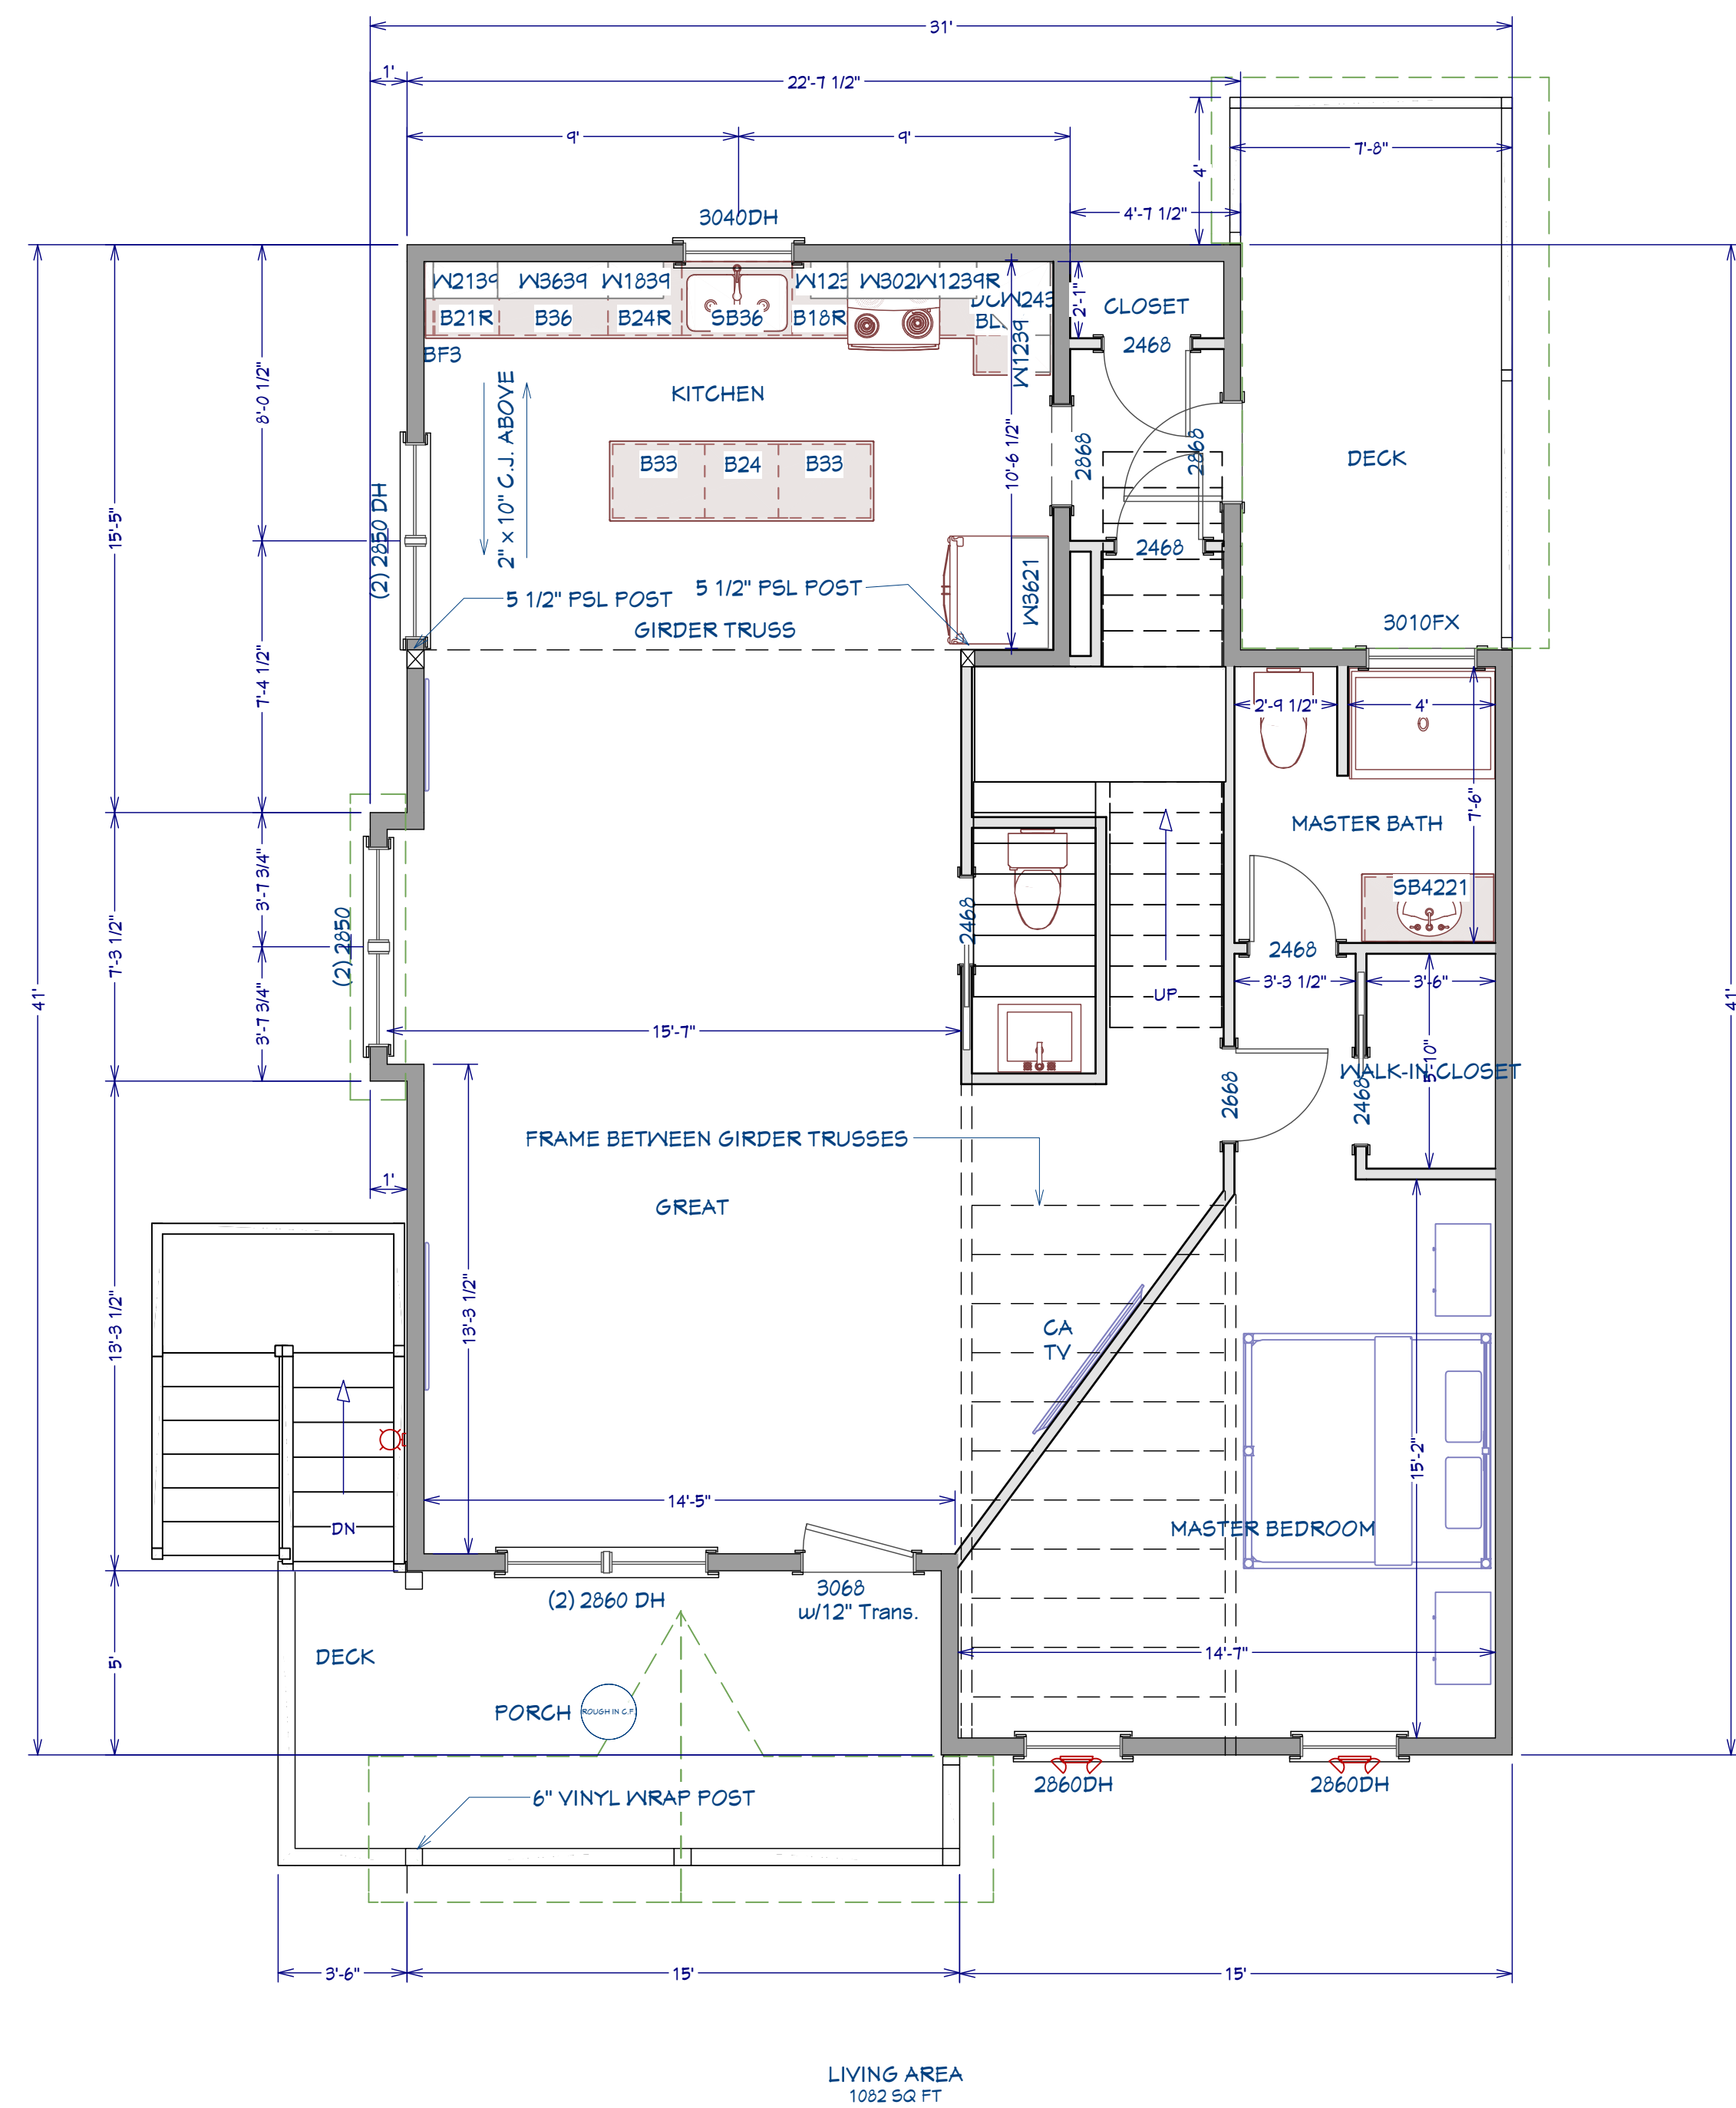 31'
1'
22'-7 1/2"
9'
9'
7'-8"
4'
4'-7 1/2"
3040DH
W2139
W3639
W1839
W302
W1239R
B21R
B36
B24R
SB36
B18R
BF3
W1239
2'-1"
CLOSET
2468
KITCHEN
8'-0 1/2"
2" x 10" C.J. ABOVE
10'-6 1/2"
2868
2868
DECK
B33
B24
B33
15'-5"
(2) 2850 DH
2468
W3621
5 1/2" PSL POST
5 1/2" PSL POST
GIRDER TRUSS
3010FX
7'-4 1/2"
2'-9 1/2"
4'
7'-6"
MASTER BATH
SB4221
3'-7 3/4"
7'-3 1/2"
(2) 2850
2468
2468
41'
41'
3'-3 1/2"
3'-6"
UP
3'-7 3/4"
15'-7"
5'-10"
WALK-IN CLOSET
2668
2468
FRAME BETWEEN GIRDER TRUSSES
1'
GREAT
13'-3 1/2"
13'-3 1/2"
CA
TV
15'-2"
14'-5"
DN
MASTER BEDROOM
(2) 2860 DH
3068
w/12" Trans.
DECK
5'
14'-7"
PORCH
ROUGH IN C.F.
2860DH
2860DH
6" VINYL WRAP POST
3'-6"
15'
15'
LIVING AREA
1082 SQ FT